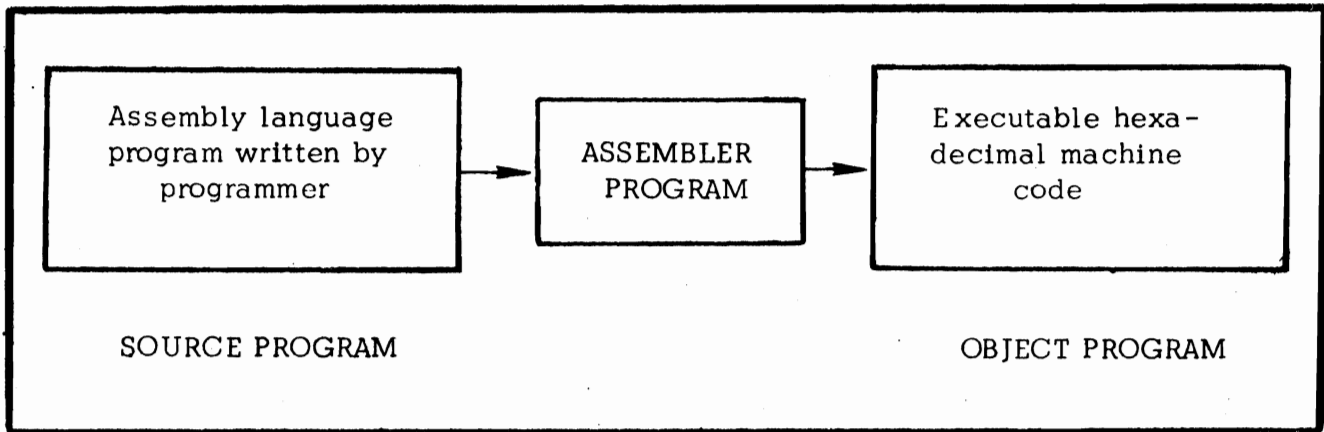 Assembly language
program written by
programmer
ASSEMBLER
PROGRAM
Executable hexa-
decimal machine
code
SOURCE PROGRAM
OBJECT PROGRAM